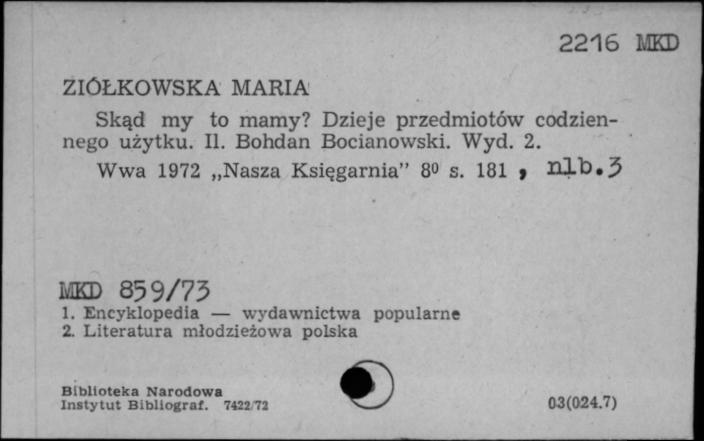 2216 MKD
ZIÓŁKOWSKA MARIA
Skąd my to mamy? Dzieje przedmiotów codzien-
nego użytku. Il. Bohdan Bocianowski. Wyd. 2.
Wwa 1972 „Nasza Księgarnia” 8⁰ s. 181 , nlb.3
MKD 859/73
1. Encyklopedia — wydawnictwa popularne
2. Literatura młodzieżowa polska
Biblioteka Narodowa
Instytut Bibliograf. 7422/72
03(024.7)